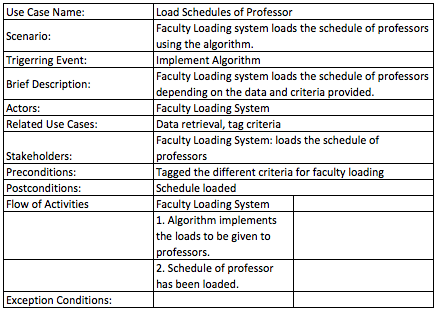 Use Case Name: Load Schedules of Professor
Scenario: Faculty Loading system loads the schedule of professors
using the algorithm.
Trigerring Event: Implement Algorithm
Brief Description: Faculty Loading system loads the schedule of professors
depending on the data and criteria provided.
Actors: Faculty Loading System
Related Use Cases: Data retrieval, tag criteria
Stakeholders: Faculty Loading System: loads the schedule of
professors
Preconditions: Tagged the different criteria for faculty loading
Postconditions: Schedule loaded
Flow of Activities Faculty Loading System
1. Algorithm implements
the loads to be given to
professors.
2. Schedule of professor
has been loaded.
Exception Conditions: